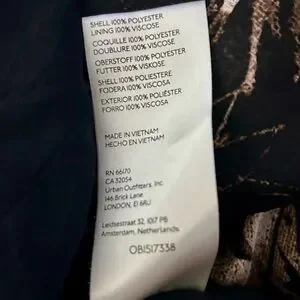 SHELL 100% POLYESTER
LINING 100% VISCOSE
COQUILLE 100% POLYESTER
DOUBLURE 100% VISCOSE
OBERSTOFF 100% POLYESTER
FUTTER 100% VISKOSE
SHELL 100% POLIESTERE
FODERA 100% VISCOSA
EXTERIOR 100% POLIÉSTER
FORRO 100% VISCOSA
MADE IN VIETNAM
HECHO EN VIETNAM
RN 66170
CA 32054
Urban Outfitters, Inc.
146 Brick Lane
LONDON, E1 6RU
Leidsestraat 32, 1017 PB
Amsterdam, Netherlands
OB1517338